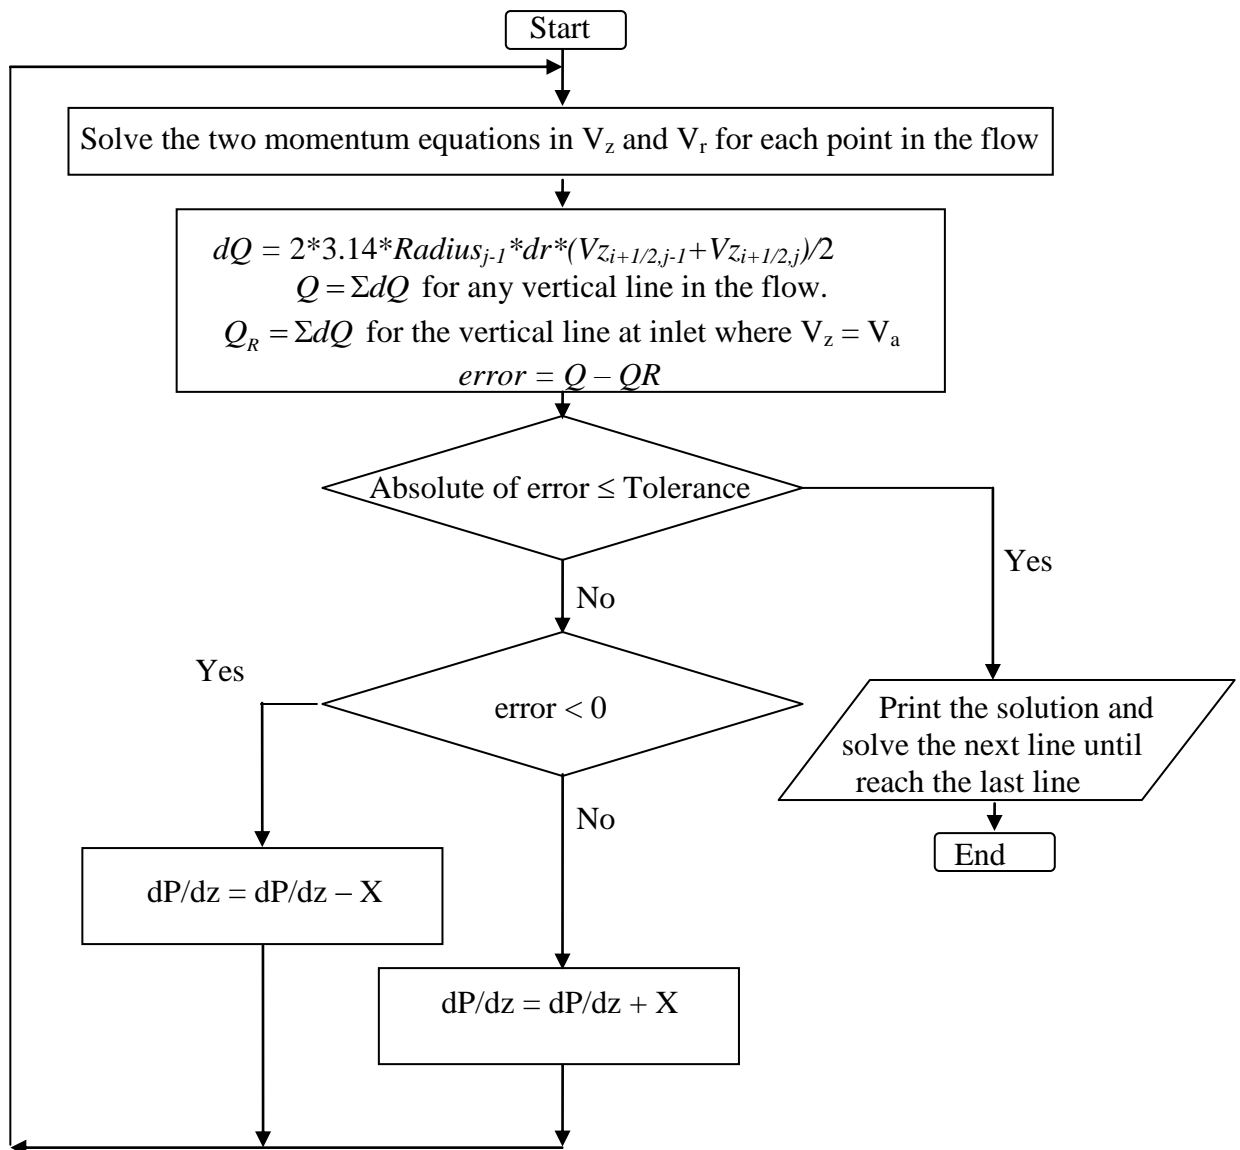 Start
Solve the two momentum equations in Vz and Vr for each point in the flow
dQ = 2*3.14*Radiusj-1*dr*(Vzi+1/2,j-1+Vzi+1/2,j)/2
Q = ΣdQ for any vertical line in the flow.
QR = ΣdQ for the vertical line at inlet where Vz = Va
error = Q – QR
Absolute of error ≤ Tolerance
Yes
No
Yes
error < 0
Print the solution and
solve the next line until
reach the last line
No
End
dP/dz = dP/dz – X
dP/dz = dP/dz + X